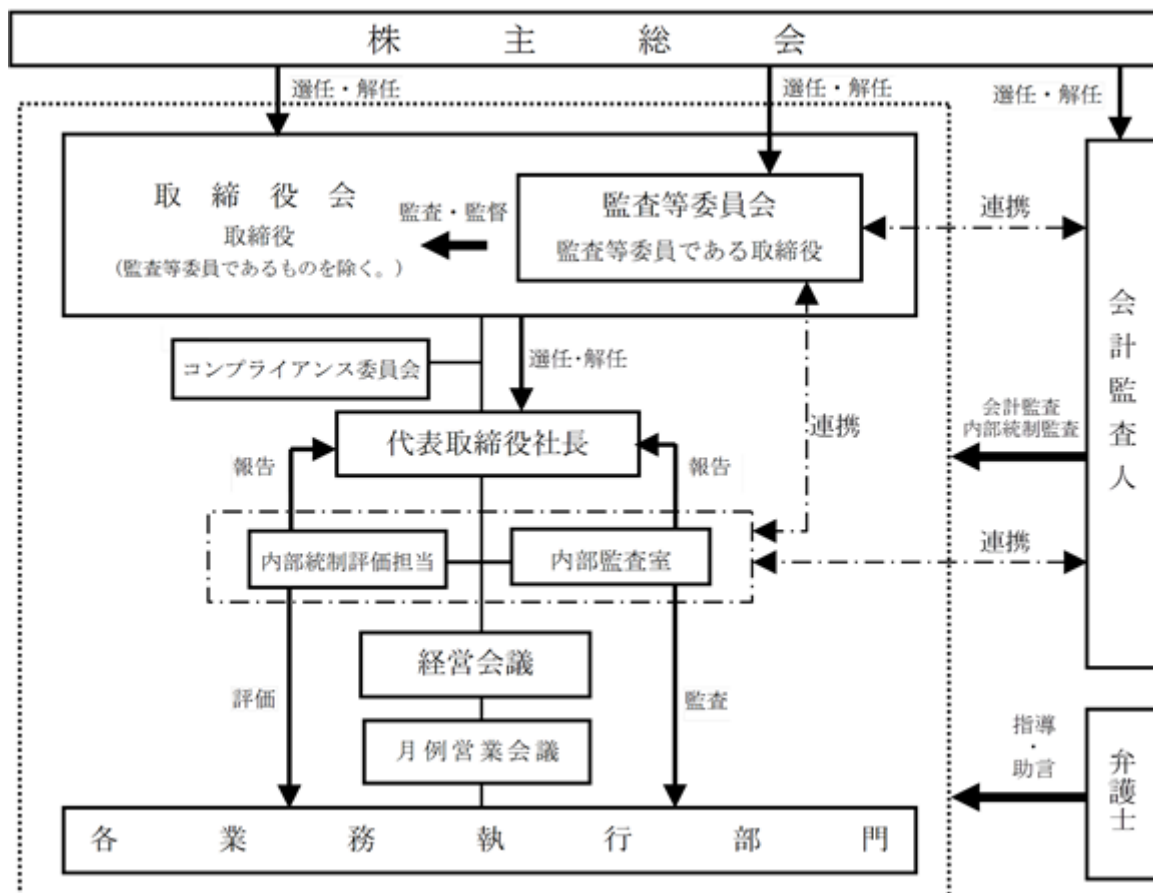 株主総会
選任・解任
選任・解任
選任・解任
取締役会
取締役
(監査等委員であるものを除く。)
監査・監督
監査等委員会
監査等委員である取締役
連携
会計監査人
コンプライアンス委員会
選任・解任
代表取締役社長
報告
報告
連携
会計監査
内部統制監査
内部統制評価担当
内部監査室
連携
経営会議
評価
監査
月例営業会議
指導
・
助言
弁護士
各業務執行部門